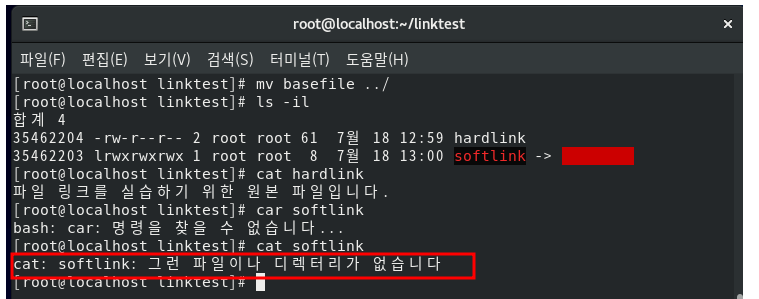 root@localhost:~/linktest
파일(F) 편집(E) 보기(V) 검색(S) 터미널(T) 도움말(H)
[root@localhost linktest]# mv basefile ../
[root@localhost linktest]# ls -il
합계 4
35462204 -rw-r--r-- 2 root root 61 7월 18 12:59 hardlink
35462203 lrwxrwxrwx 1 root root 8 7월 18 13:00 softlink ->
[root@localhost linktest]# cat hardlink
파일 링크를 실습하기 위한 원본 파일입니다.
[root@localhost linktest]# car softlink
bash: car: 명령을 찾을 수 없습니다...
[root@localhost linktest]# cat softlink
cat: softlink: 그런 파일이나 디렉터리가 없습니다
[root@localhost linktest]#